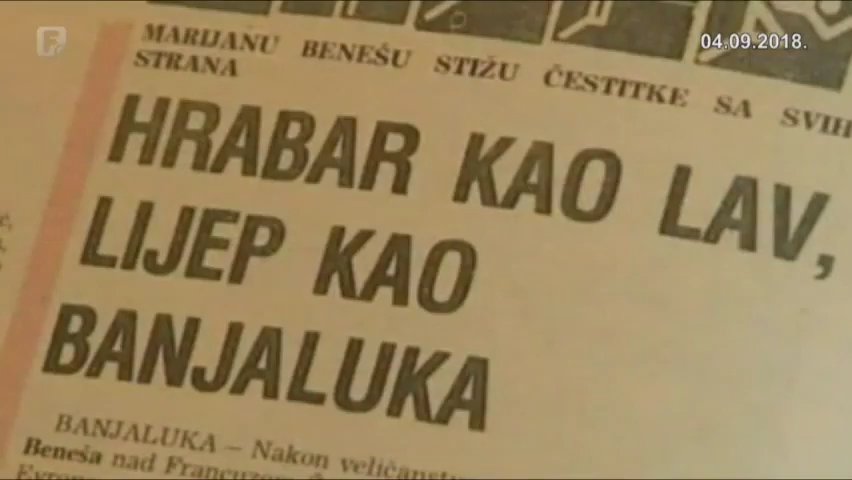 04.09.2018.
MARIJANU BENEŠU STIŽU ČESTITKE SA SVIH
STRANA
HRABAR KAO LAV,
LIJEP KAO
BANJALUKA
BANJALUKA — Nakon
Beneša nad Francuzom